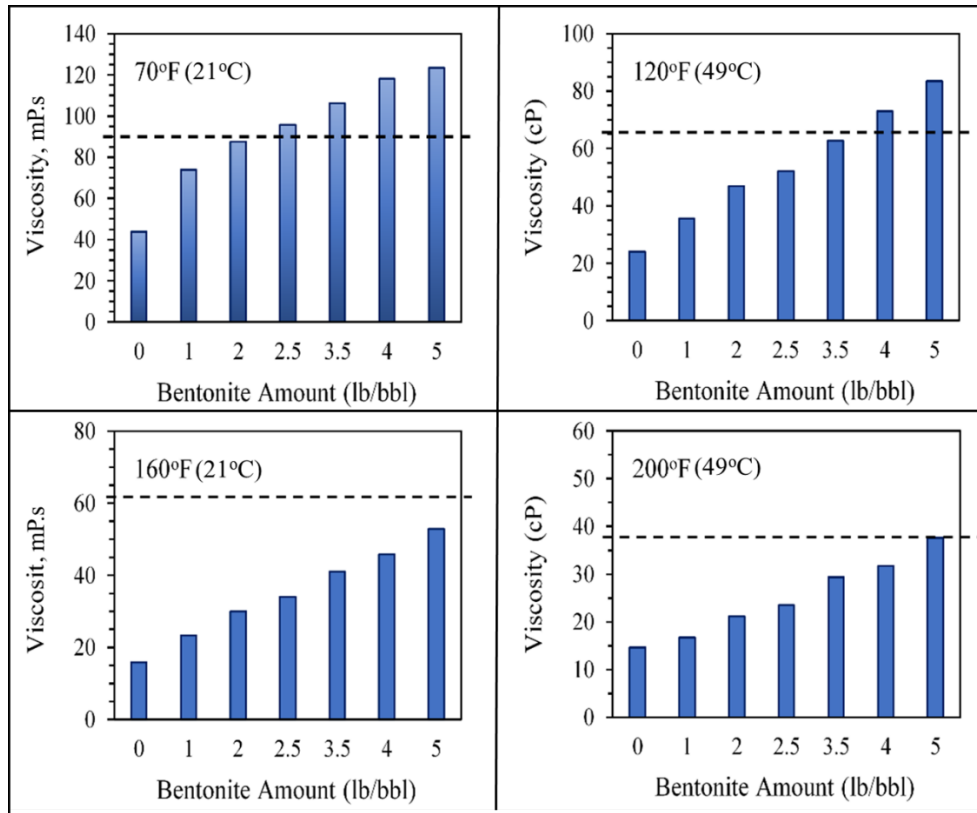 140
120
100
80
60
40
20
0
Viscosity, mP.s
70°F (21°C)
0 1 2 2.5 3.5 4 5
Bentonite Amount (lb/bbl)
100
80
60
40
20
0
Viscosity (cP)
120°F (49°C)
0 1 2 2.5 3.5 4 5
Bentonite Amount (lb/bbl)
80
60
40
20
0
Viscosit, mP.s
160°F (21°C)
0 1 2 2.5 3.5 4 5
Bentonite Amount (lb/bbl)
60
50
40
30
20
10
0
Viscosity (cP)
200°F (49°C)
0 1 2 2.5 3.5 4 5
Bentonite Amount (lb/bbl)